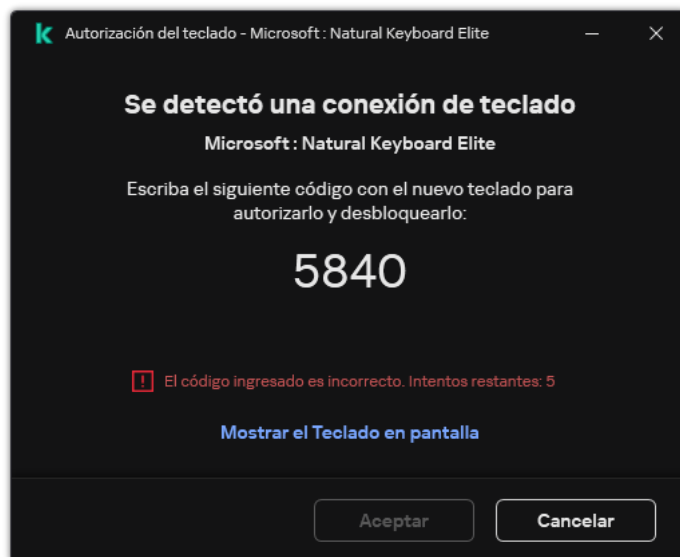 Autorización del teclado - Microsoft : Natural Keyboard Elite
Se detectó una conexión de teclado
Microsoft : Natural Keyboard Elite
Escriba el siguiente código con el nuevo teclado para
autorizarlo y desbloquearlo:
5840
El código ingresado es incorrecto. Intentos restantes: 5
Mostrar el Teclado en pantalla
Aceptar
Cancelar